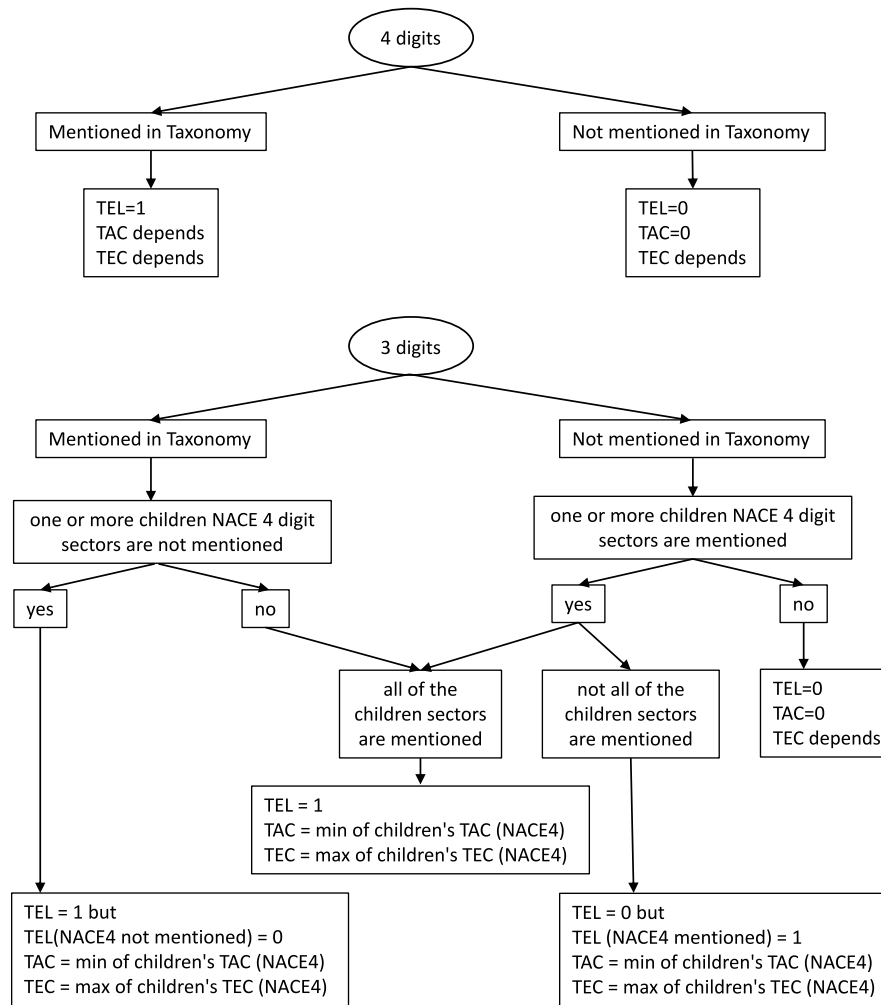 4 digits
Mentioned in Taxonomy
Not mentioned in Taxonomy
TEL=1
TAC depends
TEC depends
TEL=0
TAC=0
TEC depends
3 digits
Mentioned in Taxonomy
Not mentioned in Taxonomy
one or more children NACE 4 digit
sectors are not mentioned
one or more children NACE 4 digit
sectors are mentioned
yes
no
yes
no
all of the
children sectors
are mentioned
not all of the
children sectors
are mentioned
TEL=0
TAC=0
TEC depends
TEL = 1
TAC = min of children's TAC (NACE4)
TEC = max of children's TEC (NACE4)
TEL = 1 but
TEL(NACE4 not mentioned) = 0
TAC = min of children's TAC (NACE4)
TEC = max of children's TEC (NACE4)
TEL = 0 but
TEL (NACE4 mentioned) = 1
TAC = min of children's TAC (NACE4)
TEC = max of children's TEC (NACE4)